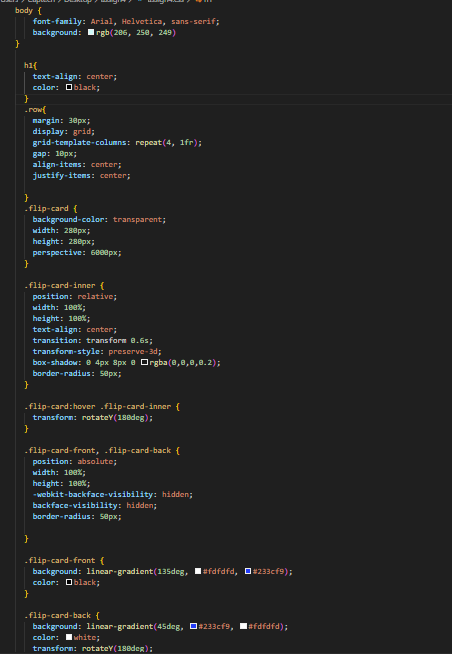 body {
font-family: Arial, Helvetica, sans-serif;
background: rgb(206, 250, 249)
}
h1{
text-align: center;
color: black;
}
.row{
margin: 30px;
display: grid;
grid-template-columns: repeat(4, 1fr);
gap: 10px;
align-items: center;
justify-items: center;
}
.flip-card {
background-color: transparent;
width: 280px;
height: 280px;
perspective: 6000px;
}
.flip-card-inner {
position: relative;
width: 100%;
height: 100%;
text-align: center;
transition: transform 0.6s;
transform-style: preserve-3d;
box-shadow: 0 4px 8px 0 rgba(0,0,0,0.2);
border-radius: 50px;
}
.flip-card:hover .flip-card-inner {
transform: rotateY(180deg);
}
.flip-card-front, .flip-card-back {
position: absolute;
width: 100%;
height: 100%;
-webkit-backface-visibility: hidden;
backface-visibility: hidden;
border-radius: 50px;
}
.flip-card-front {
background: linear-gradient(135deg, #fdfdfd, #233cf9);
color: black;
}
.flip-card-back {
background: linear-gradient(45deg, #233cf9, #fdfdfd);
color: white;
transform: rotateY(180deg);